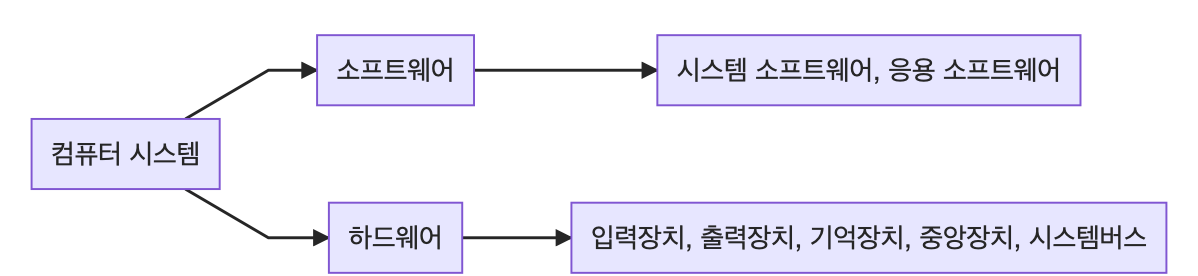 소프트웨어
시스템 소프트웨어, 응용 소프트웨어
컴퓨터 시스템
하드웨어
입력장치, 출력장치, 기억장치, 중앙장치, 시스템버스